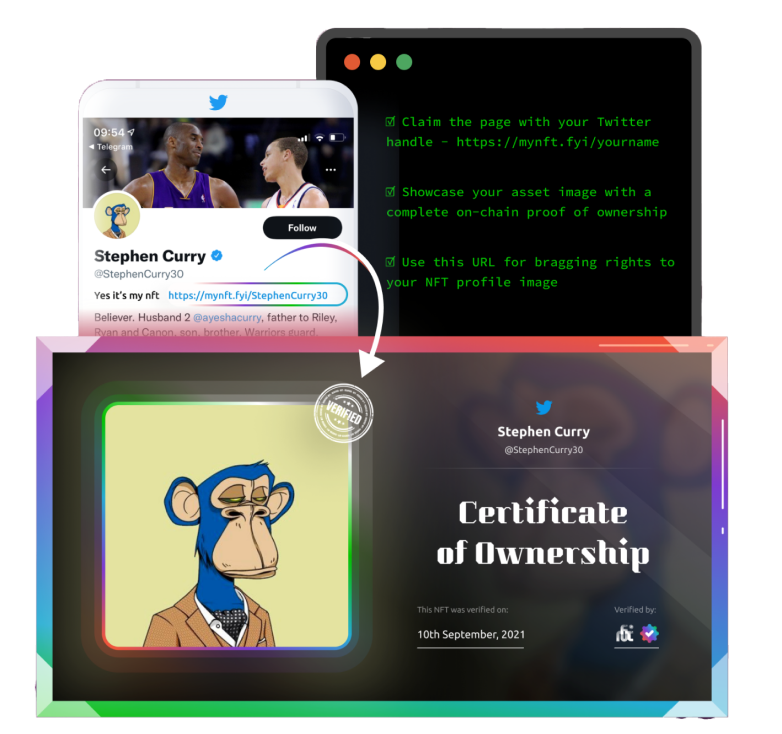 09:54
Telegram
Follow
Stephen Curry
@StephenCurry30
Yes it's my nft https://mynft.fyi/StephenCurry30
Believer. Husband 2 @ayeshacurry, father to Riley,
Ryan and Canon, son, brother. Warriors guard.
☑ Claim the page with your Twitter
handle - https://mynft.fyi/yourname
☑ Showcase your asset image with a
complete on-chain proof of ownership
☑ Use this URL for bragging rights to
your NFT profile image
VERIFIED
Stephen Curry
@StephenCurry30
Certificate
of Ownership
This NFT was verified on:
10th September, 2021
Verified by: